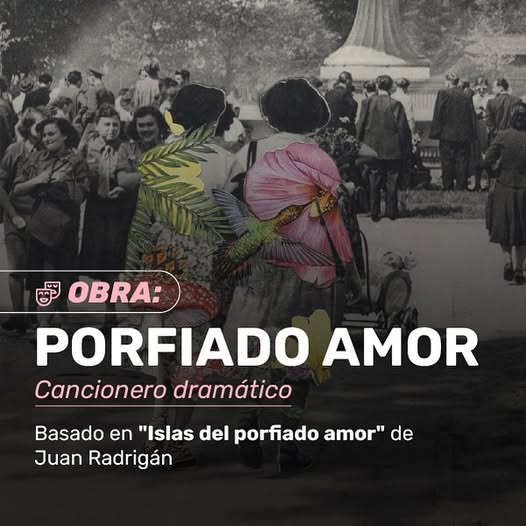 OBRA:
PORFIADO AMOR
Cancionero dramático
Basado en "Islas del porfiado amor" de
Juan Radrigán